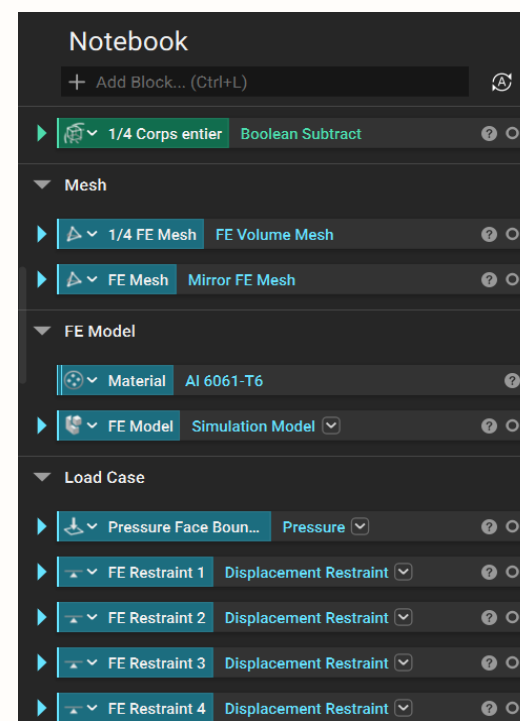 Notebook
+ Add Block... (Ctrl+L)
A
1/4 Corps entier Boolean Subtract ?
Mesh
1/4 FE Mesh FE Volume Mesh ?
FE Mesh Mirror FE Mesh ?
FE Model
Material Al 6061-T6 ?
FE Model Simulation Model ?
Load Case
Pressure Face Boun... Pressure ?
FE Restraint 1 Displacement Restraint ?
FE Restraint 2 Displacement Restraint ?
FE Restraint 3 Displacement Restraint ?
FE Restraint 4 Displacement Restraint ?